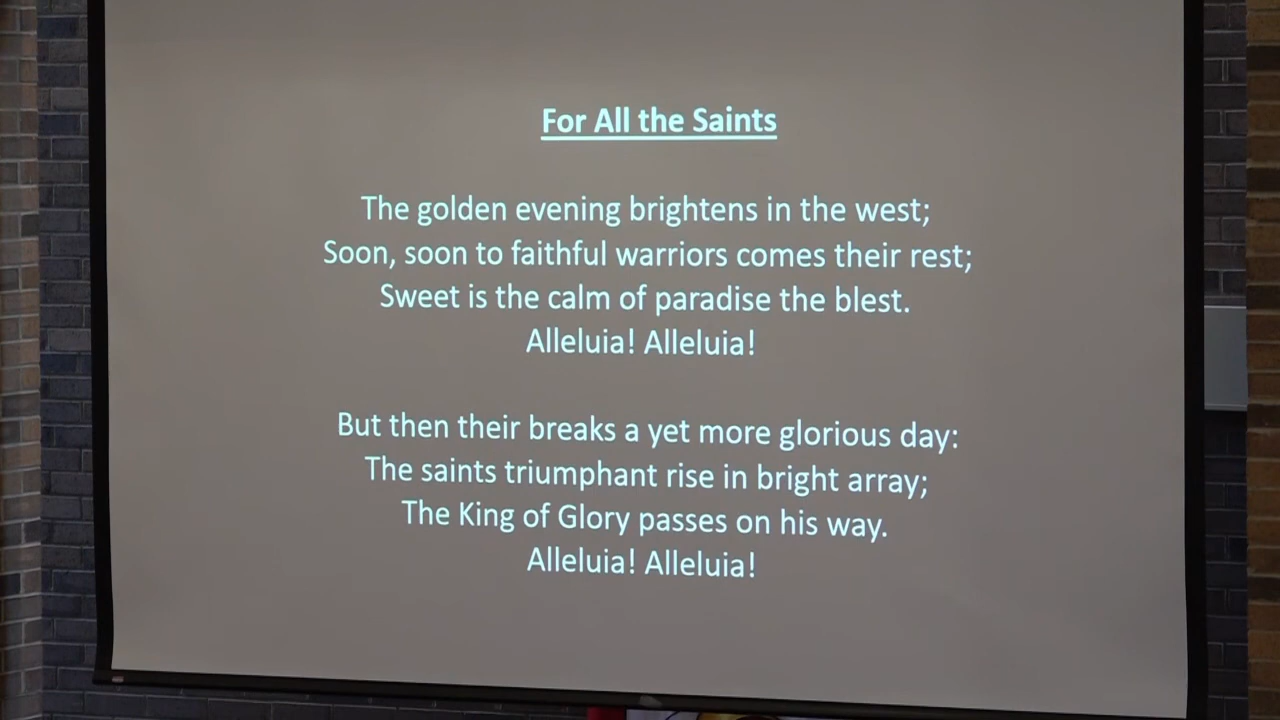 For All the Saints
The golden evening brightens in the west;
Soon, soon to faithful warriors comes their rest;
Sweet is the calm of paradise the blest.
Alleluia! Alleluia!
But then their breaks a yet more glorious day:
The saints triumphant rise in bright array;
The King of Glory passes on his way.
Alleluia! Alleluia!